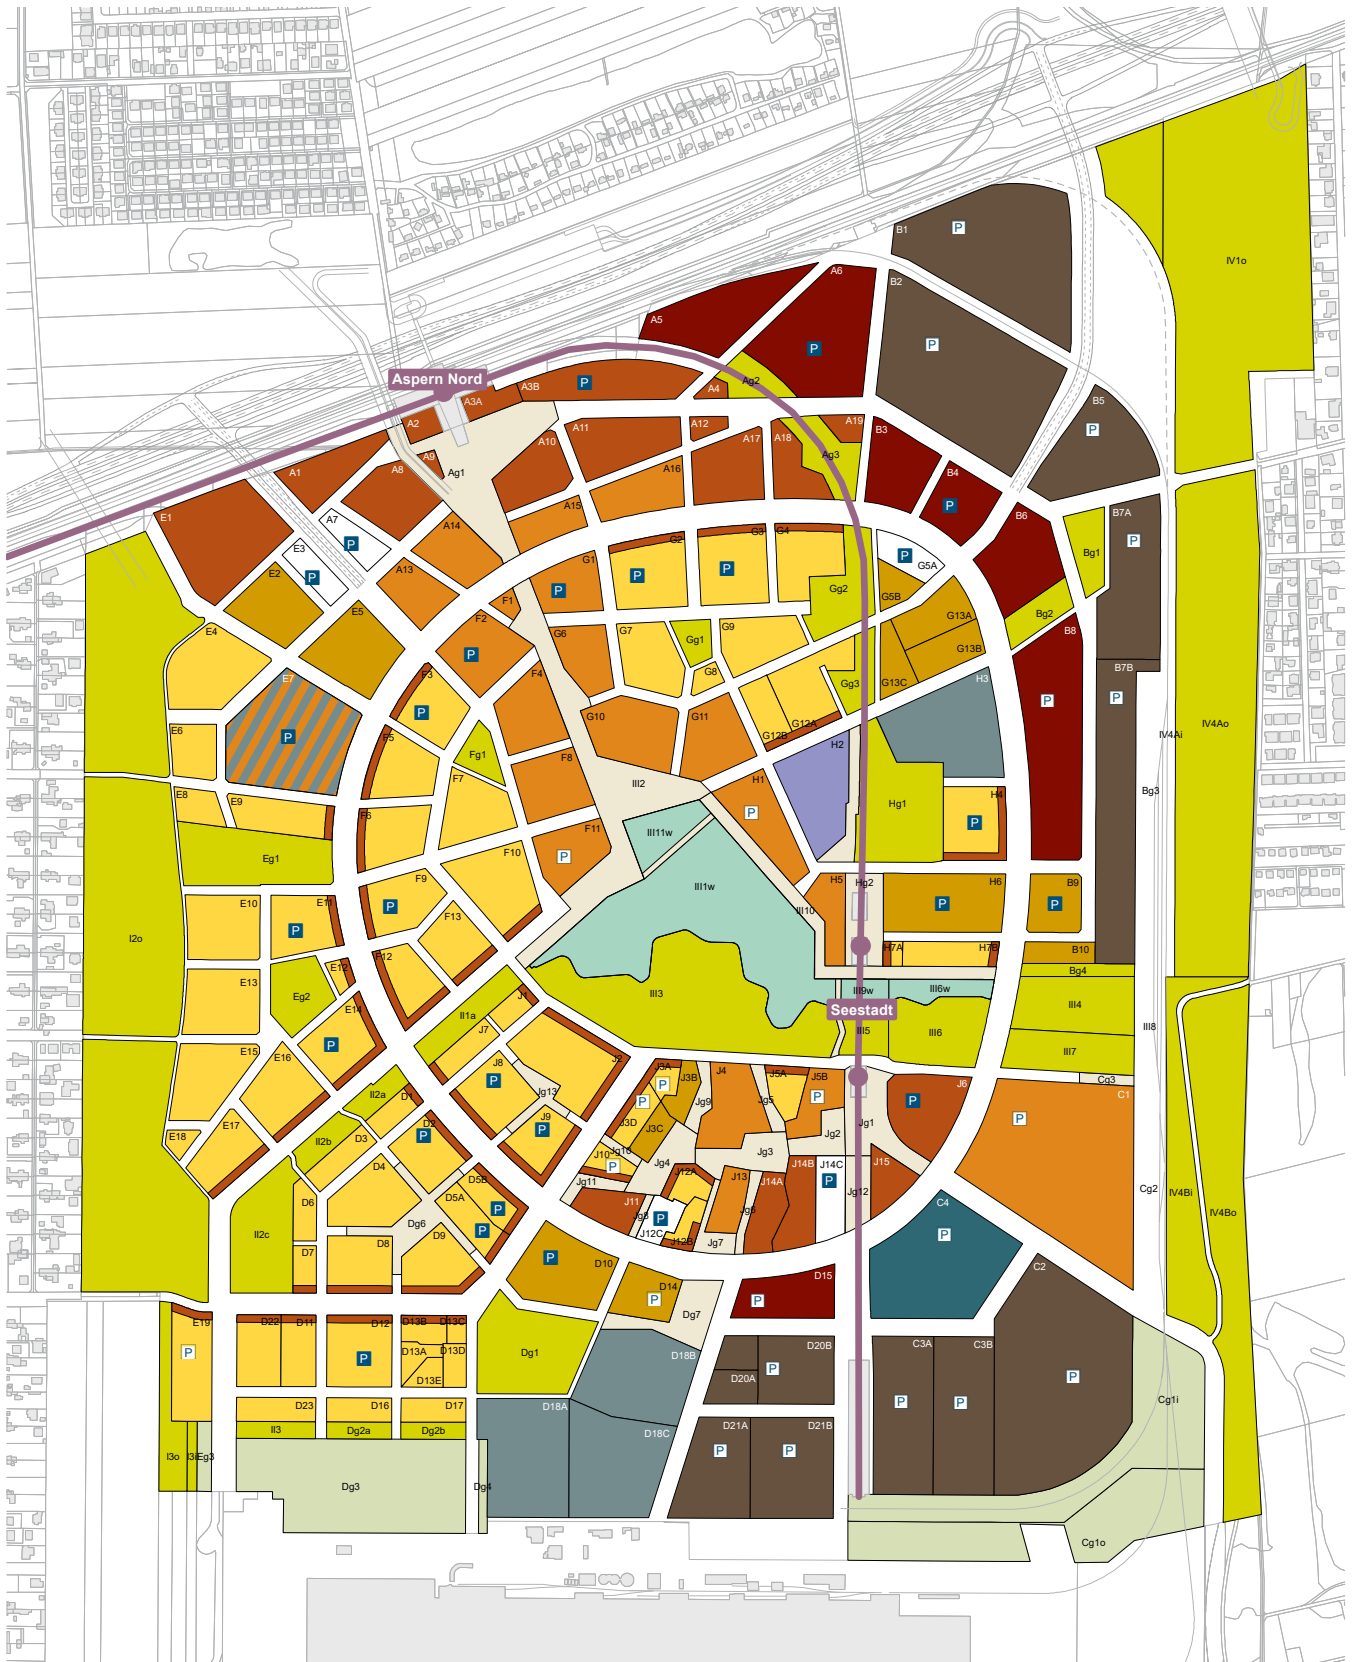 B1
P
IV1o
A6
B2
A5
P
P
Aspern Nord
A3B
P
A4
Ag2
B5
P
A3A
A2
A19
B3
A12
A11
A10
A17
A18
Ag3
A9
A8
Ag1
A1
A16
B4
P
E1
A15
B6
B7A
P
A7
P
A14
G2
G3
G4
P
G5A
Bg1
E3
P
E2
A13
G1
P
P
P
Gg2
G5B
F1
Bg2
E5
F2
P
G13A
E4
G6
G7
Gg1
G9
B8
G13B
G8
F3
F4
E7
P
Gg3
G13C
H3
B7B
P
P
P
G10
G11
G12A
G12B
E6
F5
H2
IV4Ao
IV4Ai
Fg1
F8
F7
III2
H1
P
Bg3
E8
E9
Hg1
H4
P
F6
F11
P
III11w
Eg1
F10
F9
III1w
H5
Hg2
H6
P
B9
P
E10
E11
P
P
F13
III10
I2o
H7A
H7B
B10
F12
E12
Bg4
E13
Eg2
III3
III9w
III6w
J1
Seestadt
III4
E14
P
II1a
J7
III5
III6
III8
E15
E16
J8
P
J2
III7
J3A
P
J3B
J4
J5A
J5B
P
J6
P
Cg3
C1
P
II2a
D1
Jg13
Jg9
Jg5
P
J9
P
J3D
J3C
Jg2
Jg1
E17
E18
II2b
D3
D2
P
Jg10
J10
P
Jg4
Jg3
D4
D5B
D5A
P
P
J12A
J13
J14A
J14B
J14C
P
J15
Jg11
Cg2
IV4Bi
D6
J11
Jg8
P
Jg6
Jg12
C4
P
II2c
Dg6
D9
J12C
J12B
Jg7
IV4Bo
D7
D8
P
D10
D14
P
D15
P
C2
P
E19
P
D22
D11
D12
P
D13B
D13C
Dg7
D13A
D13D
D13E
Dg1
D18B
D20B
P
D20A
C3A
P
C3B
P
Cg1i
D23
D16
D17
D18A
D21A
P
D21B
P
II3
Dg2a
Dg2b
D18C
I3o
I3i
Eg3
Dg3
Dg4
Cg1o